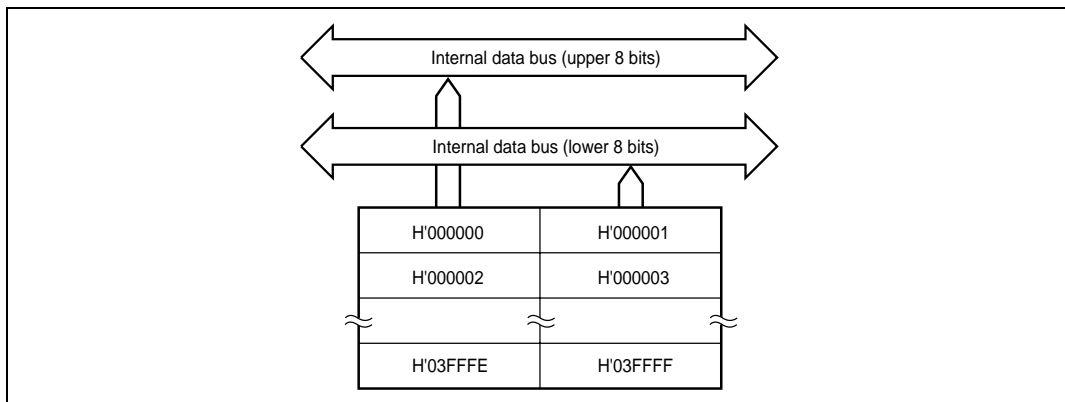 Internal data bus (upper 8 bits)
Internal data bus (lower 8 bits)
H'000000 H'000001
H'000002 H'000003
H'03FFFE H'03FFFF